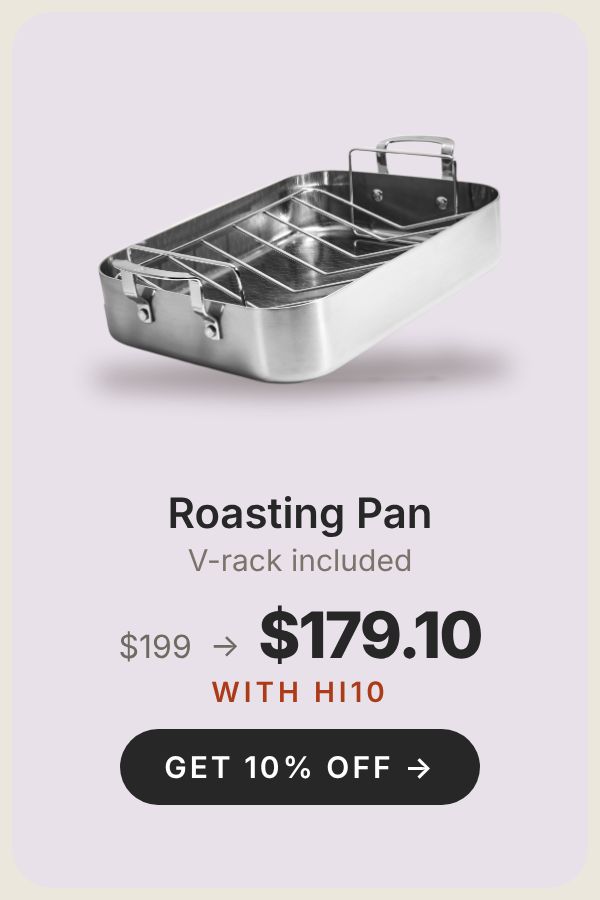 Roasting Pan
V-rack included
$199 → $179.10
WITH HI10
GET 10% OFF →